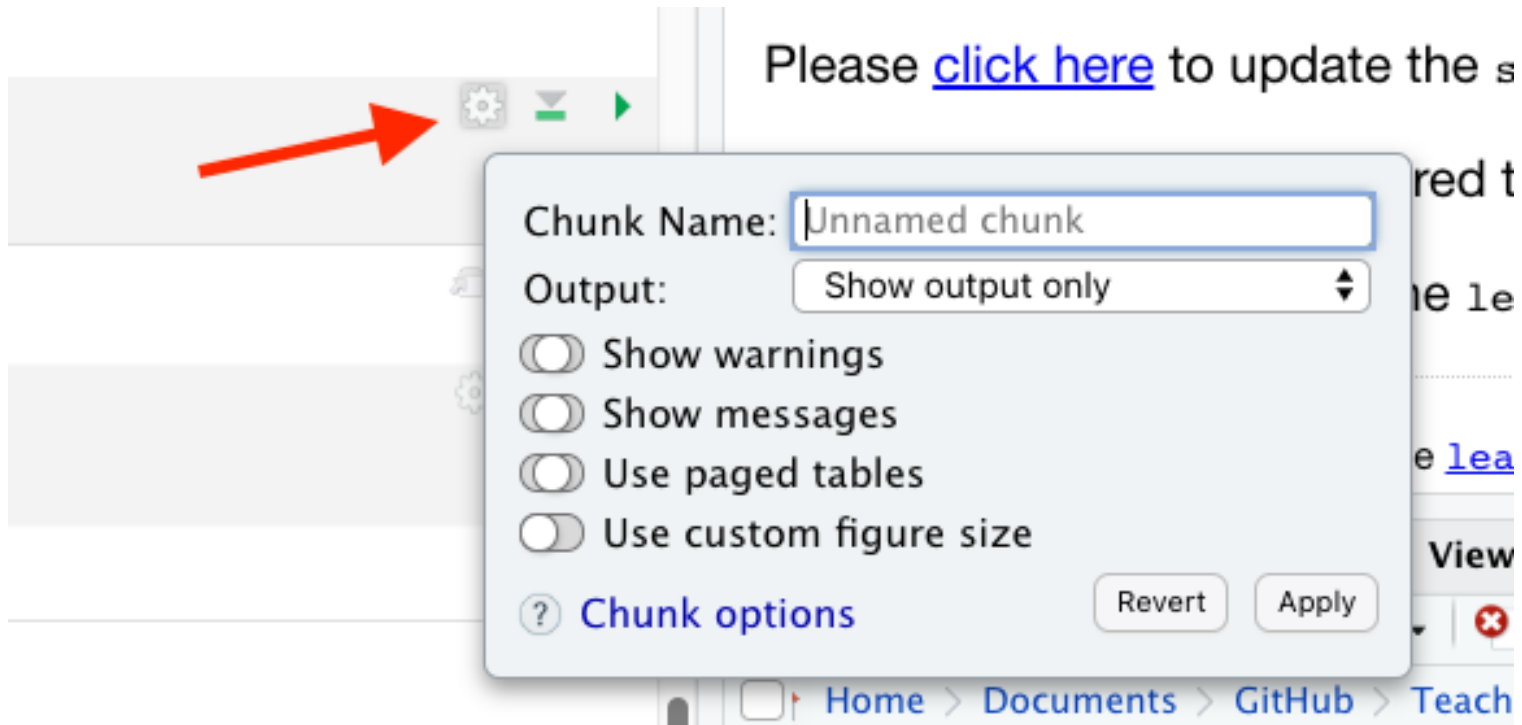 Please click here to update the s
red t
Chunk Name: Unnamed chunk
Output: Show output only
e le
Show warnings
Show messages
e lea
Use paged tables
Use custom figure size
View
? Chunk options Revert Apply
Home > Documents > GitHub > Teach